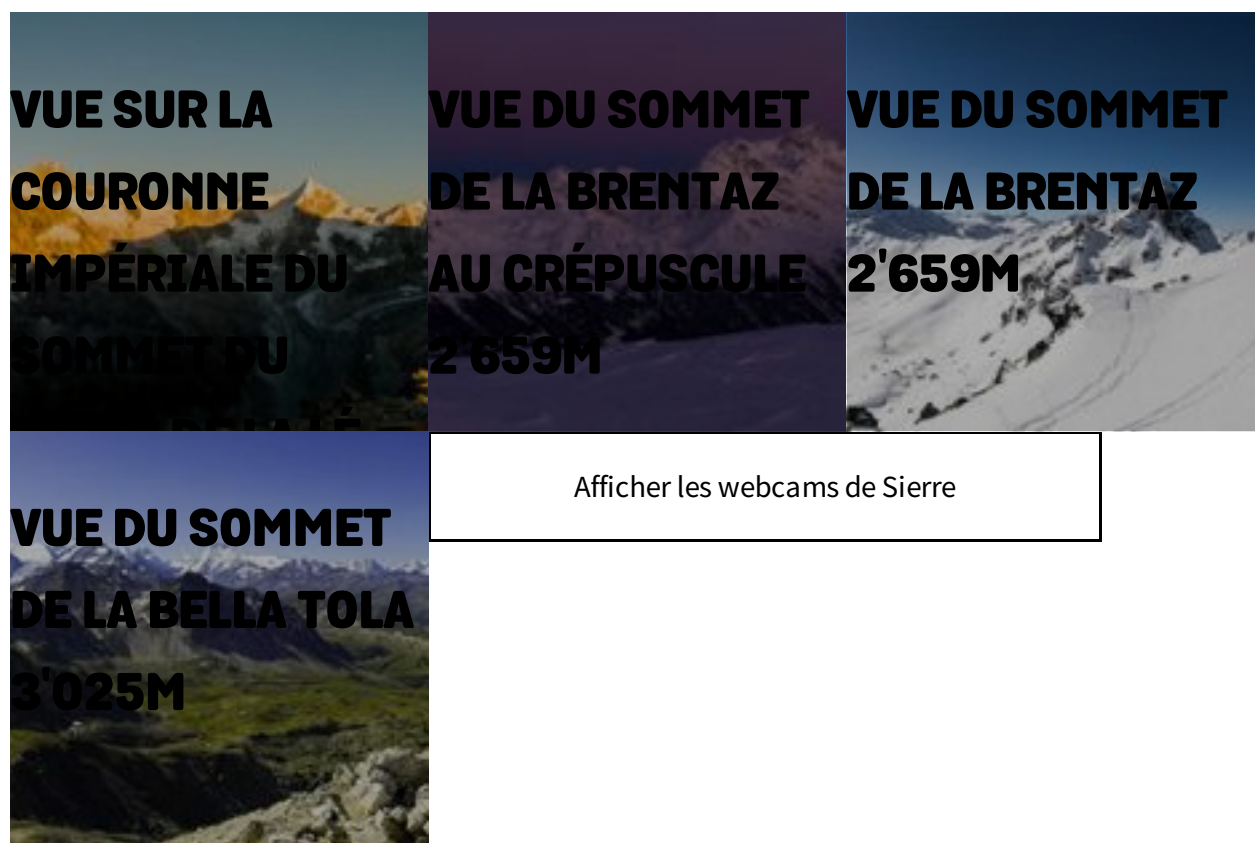 VUE SUR LA
COURONNE
IMPÉRIALE DU
SOMMET DU
VUE DU SOMMET
DE LA BRENTAZ
AU CRÉPUSCULE
2 659M
VUE DU SOMMET
DE LA BRENTAZ
2'659M
VUE DU SOMMET
DE LA BELLA TOLA
3'025M
Afficher les webcams de Sierre